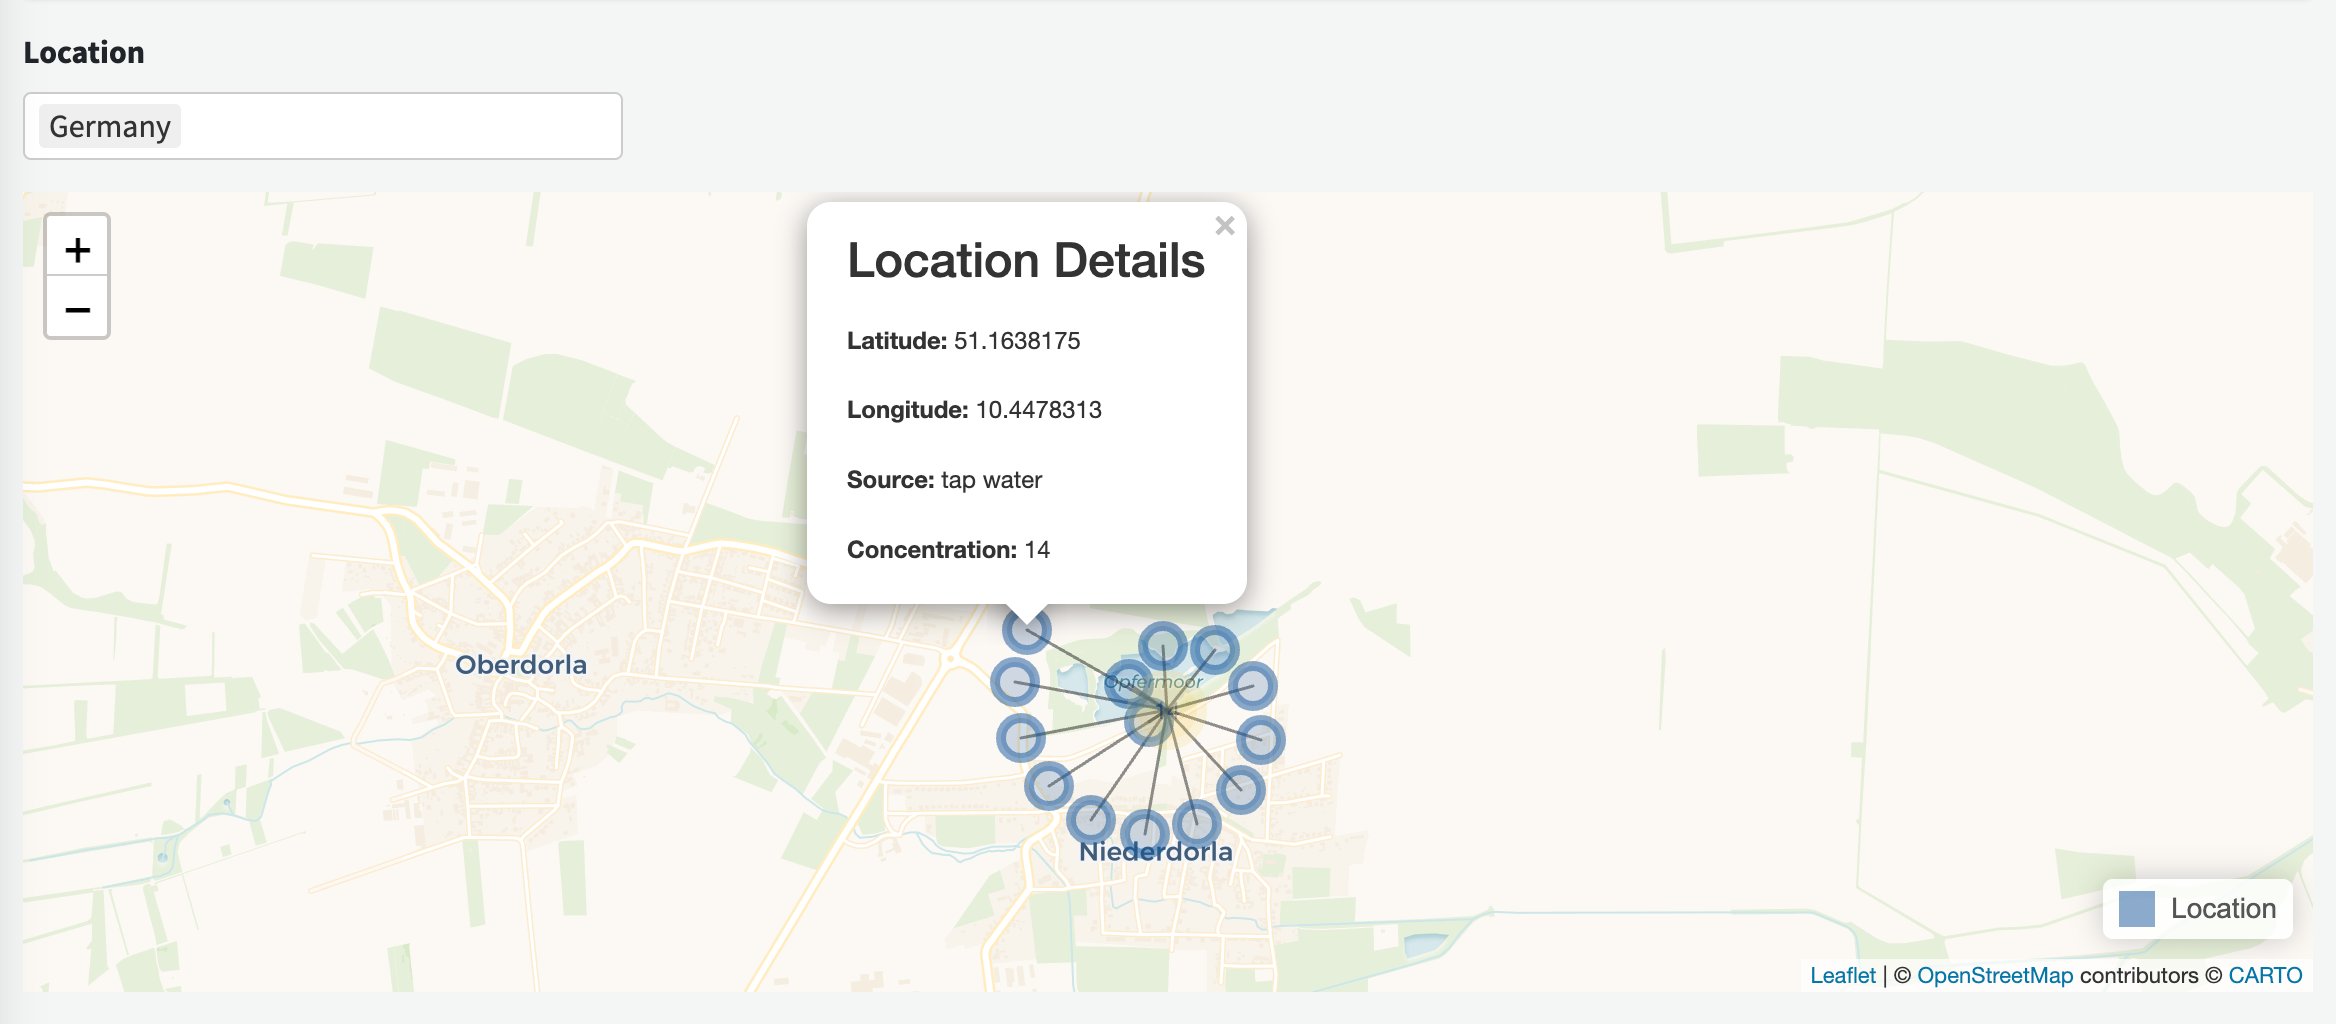 Location
Germany
+
−
×
Location Details
Latitude: 51.1638175
Longitude: 10.4478313
Source: tap water
Concentration: 14
Oberdorla
Opfermoor
Niederdorla
Location
Leaflet | © OpenStreetMap contributors © CARTO